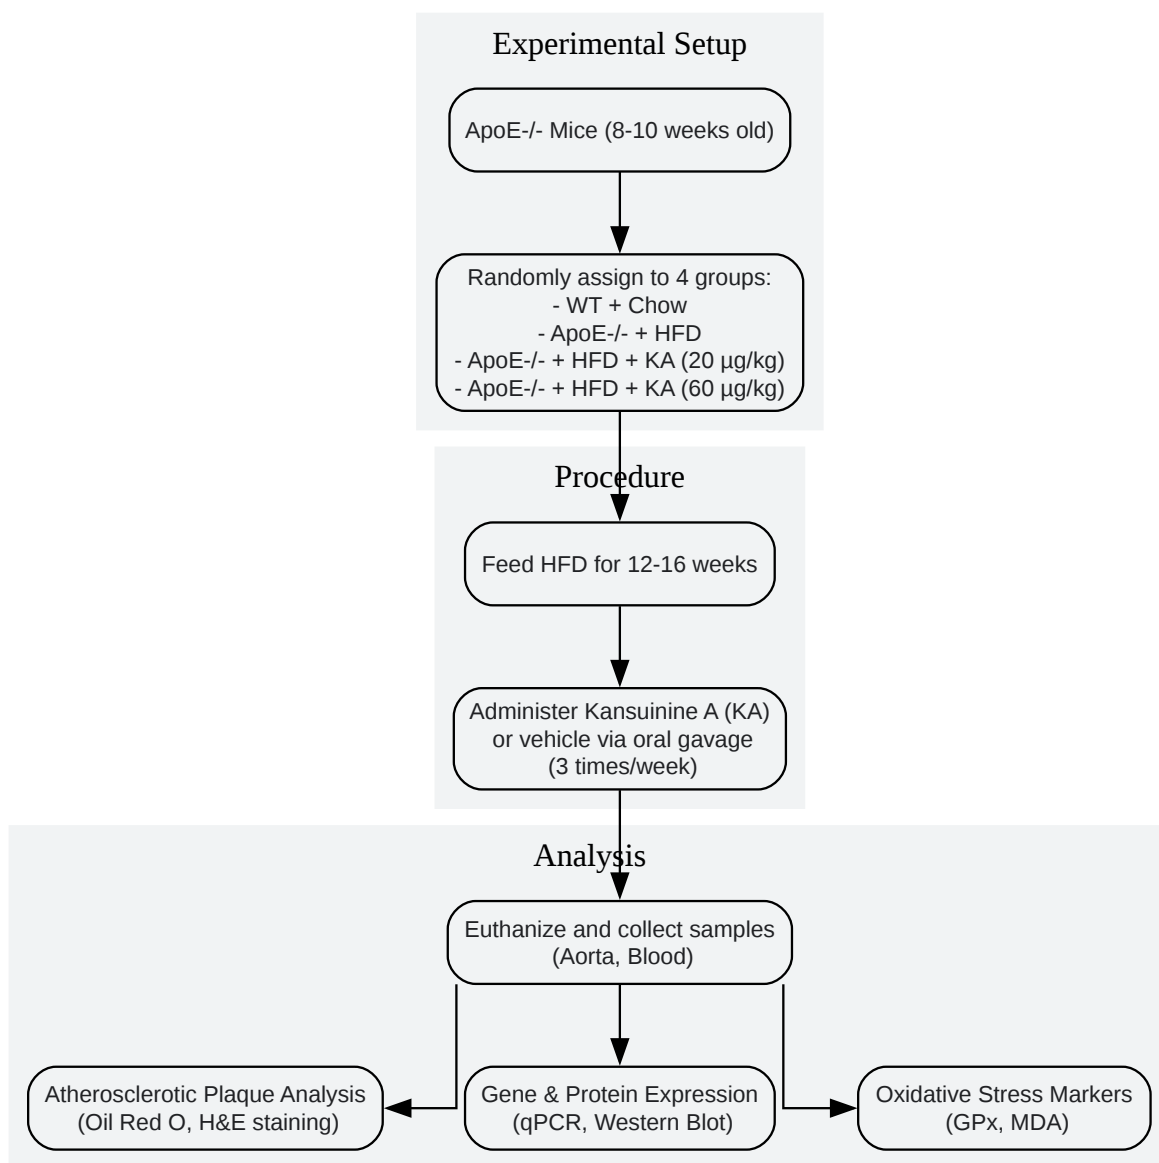 Experimental Setup
ApoE-/- Mice (8-10 weeks old)
Randomly assign to 4 groups:
- WT + Chow
- ApoE-/- + HFD
- ApoE-/- + HFD + KA (20 µg/kg)
- ApoE-/- + HFD + KA (60 µg/kg)
Procedure
Feed HFD for 12-16 weeks
Administer Kansuinine A (KA)
or vehicle via oral gavage
(3 times/week)
Analysis
Euthanize and collect samples
(Aorta, Blood)
Atherosclerotic Plaque Analysis
(Oil Red O, H&E staining)
Gene & Protein Expression
(qPCR, Western Blot)
Oxidative Stress Markers
(GPx, MDA)